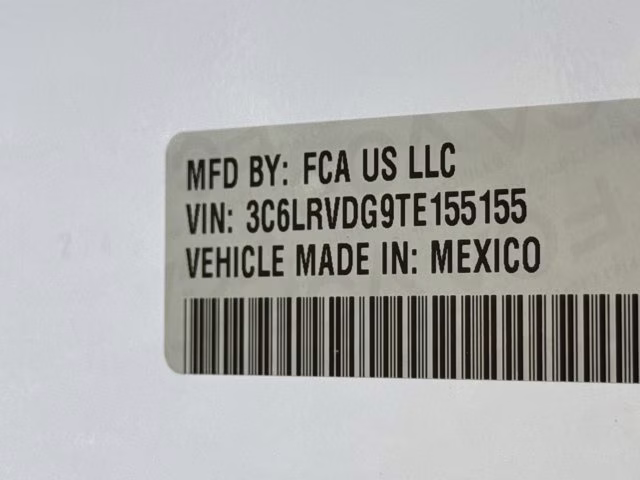 MFD BY: FCA US LLC
VIN: 3C6LRVDG9TE155155
VEHICLE MADE IN: MEXICO